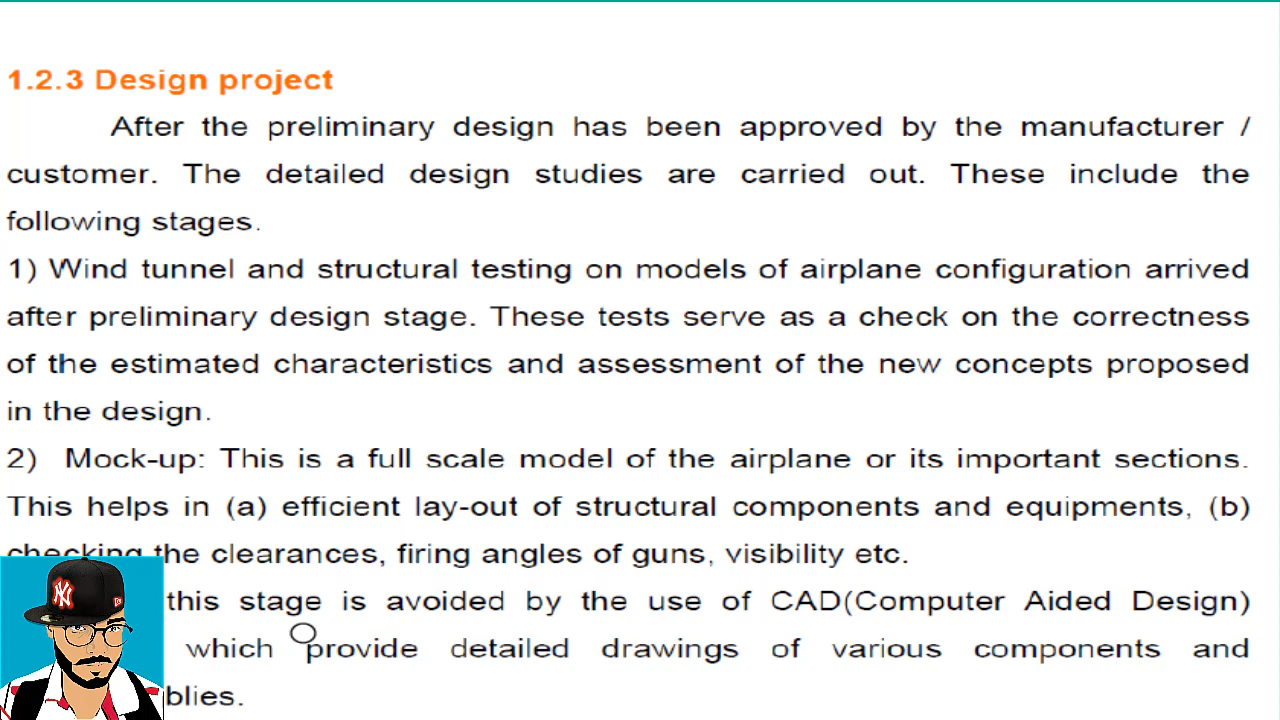 1.2.3 Design project
After the preliminary design has been approved by the manufacturer /
customer. The detailed design studies are carried out. These include the
following stages.
1) Wind tunnel and structural testing on models of airplane configuration arrived
after preliminary design stage. These tests serve as a check on the correctness
of the estimated characteristics and assessment of the new concepts proposed
in the design.
2) Mock-up: This is a full scale model of the airplane or its important sections.
This helps in (a) efficient lay-out of structural components and equipments, (b)
checking the clearances, firing angles of guns, visibility etc.
this stage is avoided by the use of CAD(Computer Aided Design)
which provide detailed drawings of various components and
blies.
NY